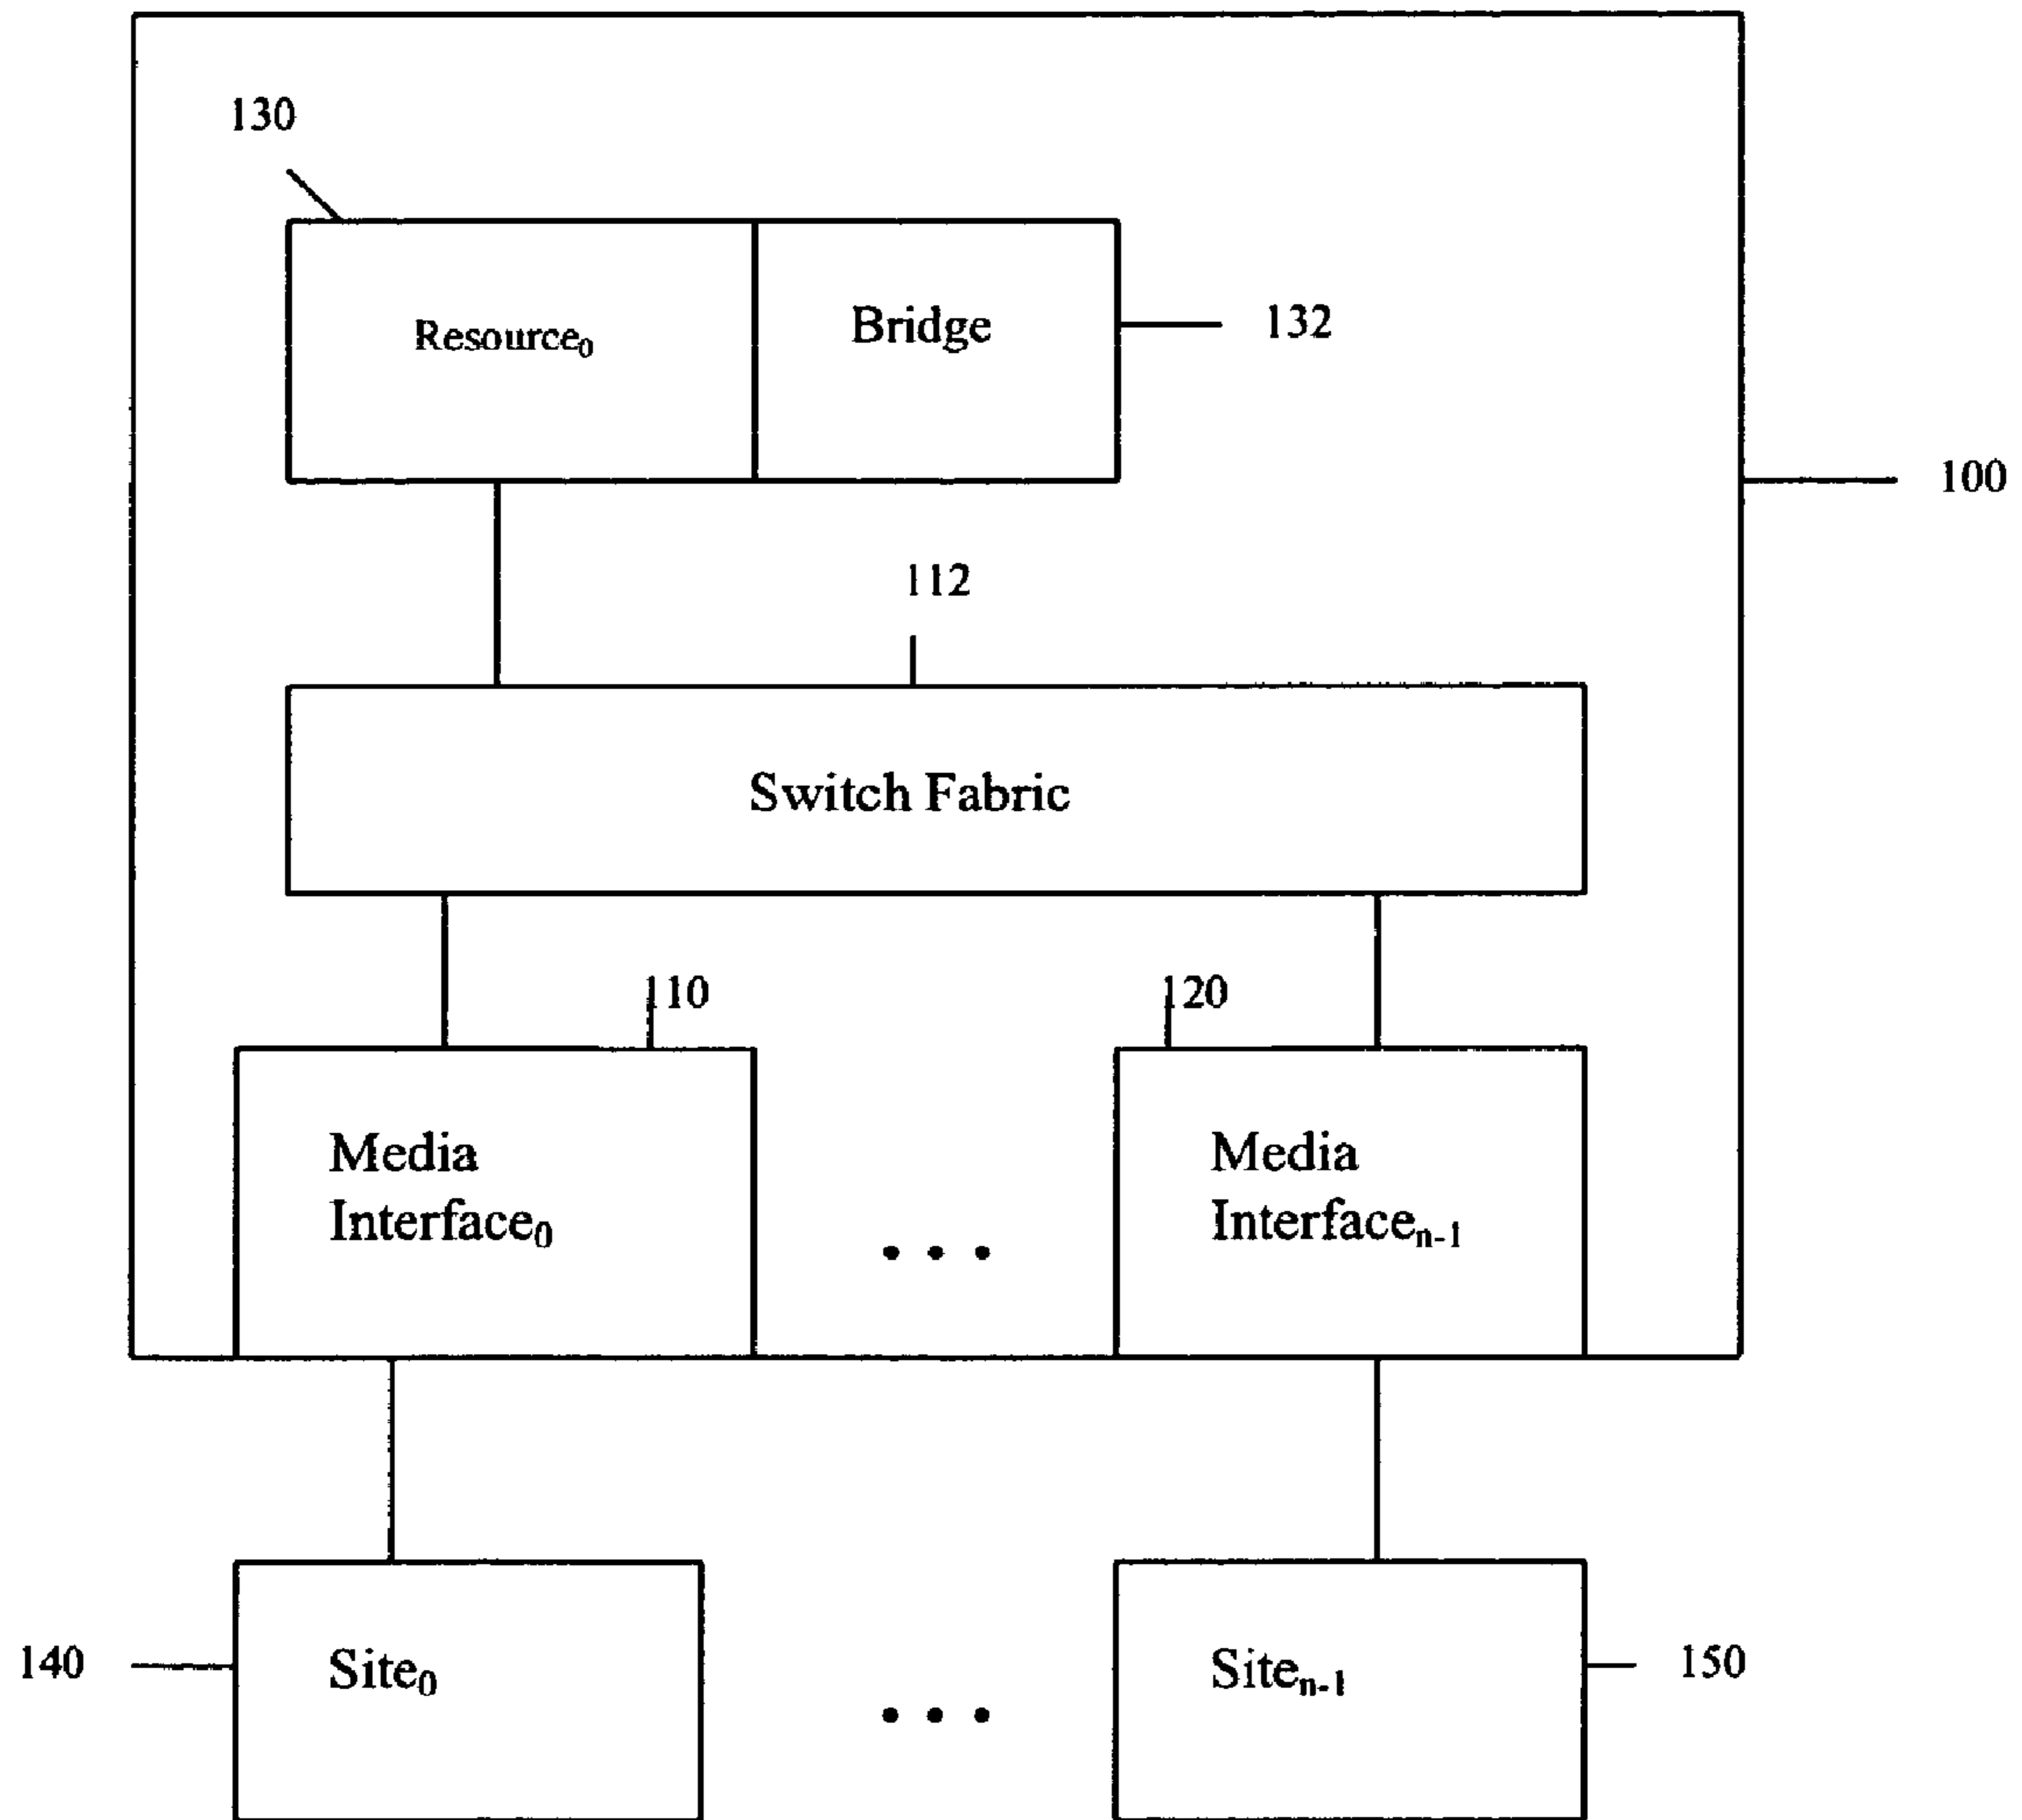 130
Resource0
Bridge
132
100
112
Switch Fabric
110
120
Media
Interface0
Media
Interfacen-1
• • •
140
Site0
Siten-1
150
• • •